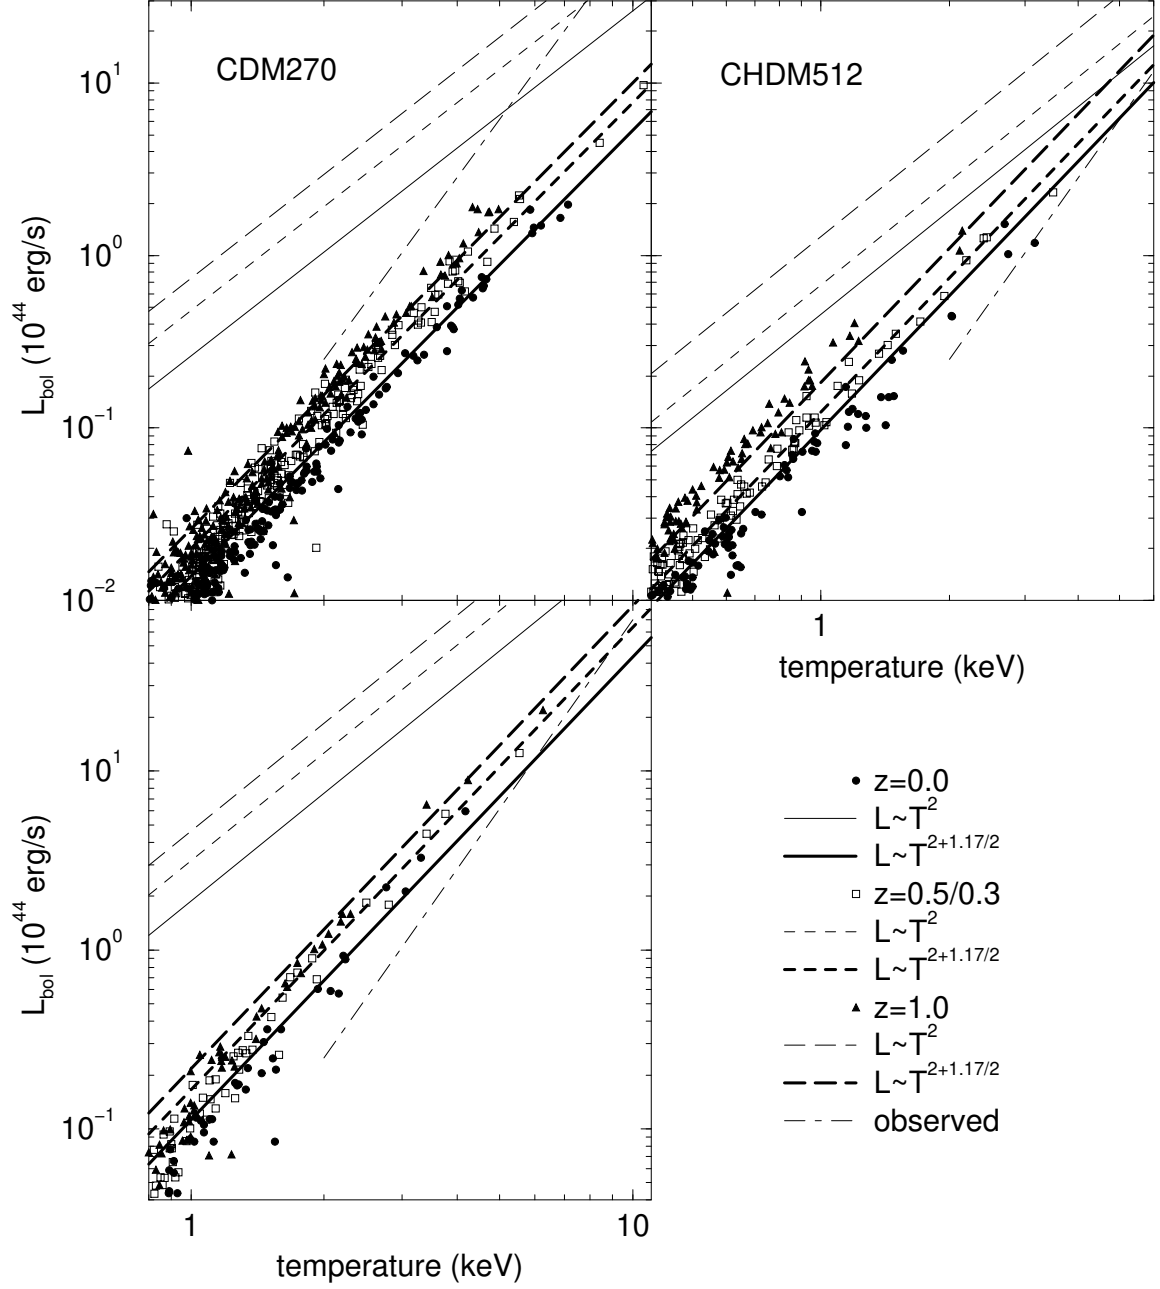 CDM270
CHDM512
10^1
10^0
10^-1
10^-2
L_bol (10^44 erg/s)
1
temperature (keV)
10^1
10^0
10^-1
L_bol (10^44 erg/s)
1
10
temperature (keV)
z=0.0
L~T^2
L~T^2+1.17/2
z=0.5/0.3
L~T^2
L~T^2+1.17/2
z=1.0
L~T^2
L~T^2+1.17/2
observed